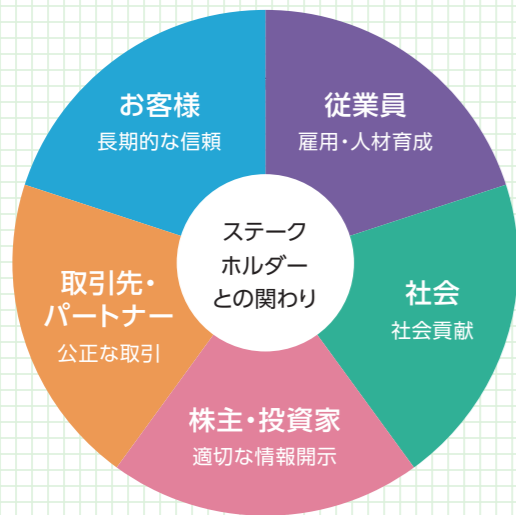 お客様
長期的な信頼
従業員
雇用・人材育成
ステーク
ホルダー
との関わり
取引先・
パートナー
公正な取引
社会
社会貢献
株主・投資家
適切な情報開示